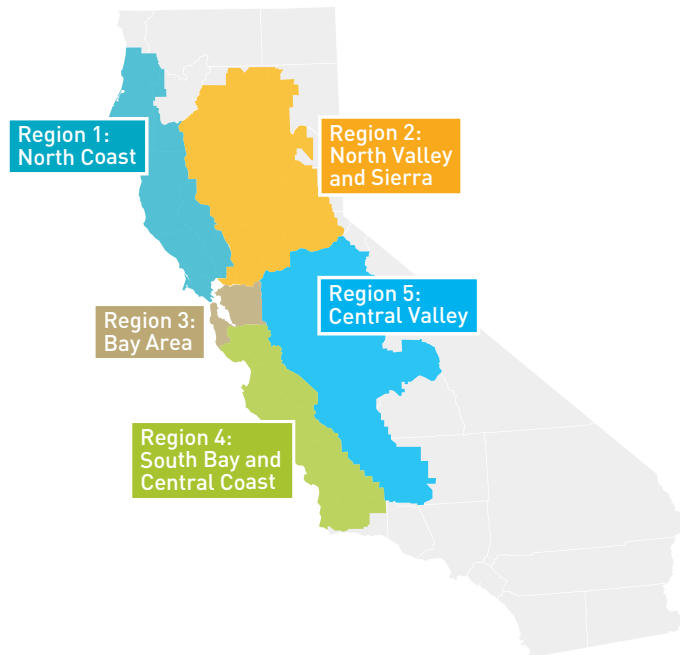 Region 1:
North Coast
Region 2:
North Valley
and Sierra
Region 5:
Central Valley
Region 3:
Bay Area
Region 4:
South Bay and
Central Coast